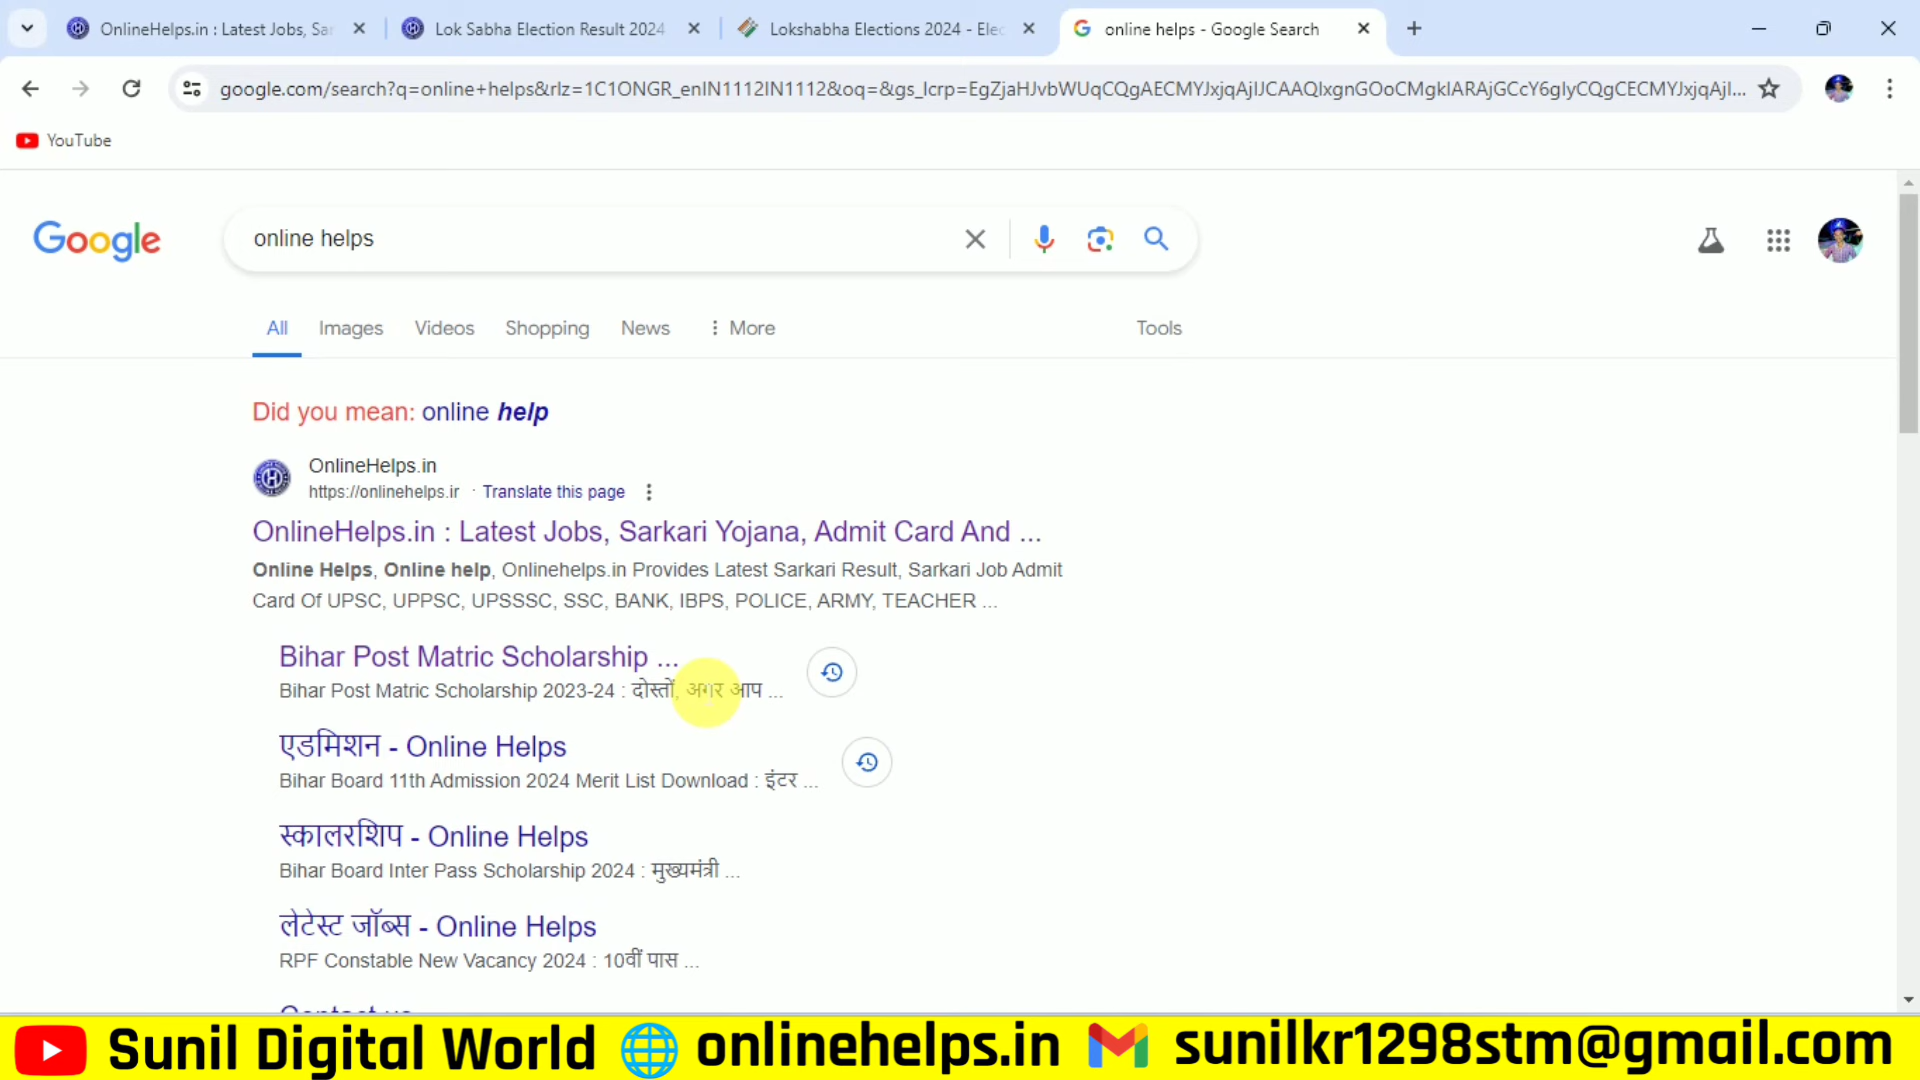 OnlineHelps.in : Latest Jobs, Sar
Lok Sabha Election Result 2024
Lokshabha Elections 2024 - Elec
online helps - Google Search
google.com/search?q=online+helps&rlz=1C1ONGR_enIN1112IN1112&oq=&gs_lcrp=EgZjaHJvbWUqCQgAECMYJxjqAjIJCAAQIxgnGOoCMgkIARAjGCcY6gIyCQgCECMYJxjqAjI...
YouTube
Google
online helps
All Images Videos Shopping News More Tools
Did you mean: online help
OnlineHelps.in
https://onlinehelps.in · Translate this page
OnlineHelps.in : Latest Jobs, Sarkari Yojana, Admit Card And ...
Online Helps, Online help, Onlinehelps.in Provides Latest Sarkari Result, Sarkari Job Admit
Card Of UPSC, UPPSC, UPSSSC, SSC, BANK, IBPS, POLICE, ARMY, TEACHER ...
Bihar Post Matric Scholarship ...
Bihar Post Matric Scholarship 2023-24 : दोस्तों, अगर आप ...
एडमिशन - Online Helps
Bihar Board 11th Admission 2024 Merit List Download : इंटर ...
स्कालरशिप - Online Helps
Bihar Board Inter Pass Scholarship 2024 : मुख्यमंत्री ...
लेटेस्ट जॉब्स - Online Helps
RPF Constable New Vacancy 2024 : 10वीं पास ...
Contact us
Sunil Digital World onlinehelps.in sunilkr1298stm@gmail.com